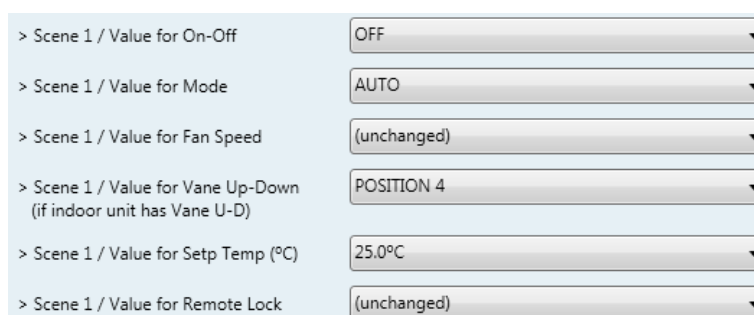 > Scene 1 / Value for On-Off OFF
> Scene 1 / Value for Mode AUTO
> Scene 1 / Value for Fan Speed (unchanged)
> Scene 1 / Value for Vane Up-Down POSITION 4
(if indoor unit has Vane U-D)
> Scene 1 / Value for Setp Temp (ºC) 25.0ºC
> Scene 1 / Value for Remote Lock (unchanged)